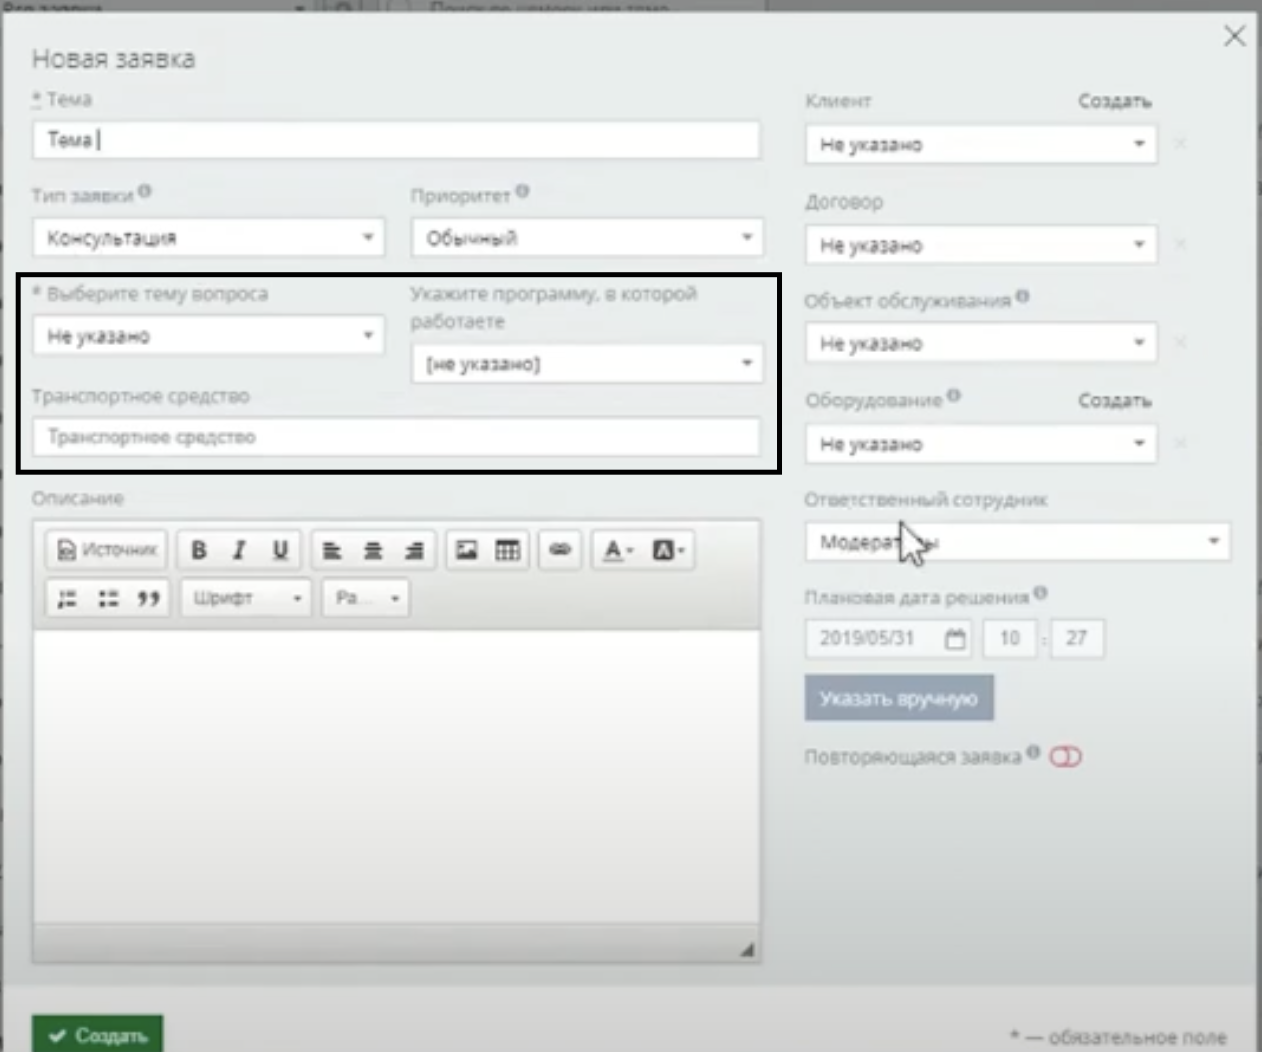 Новая заявка
* Тема
Тема
Тип заявки
Приоритет
Консультация
Обычный
* Выберите тему вопроса
Укажите программу, в которой
работаете
Не указано
[не указано]
Транспортное средство
Транспортное средство
Описание
Источник
B I U
A A
Шрифт
Ра...
Клиент
Создать
Не указано
Договор
Не указано
Объект обслуживания
Не указано
Оборудование
Создать
Не указано
Ответственный сотрудник
Плановая дата решения
2019/05/31 10 : 27
Указать вручную
Повторяющаяся заявка
Создать
* — обязательное поле